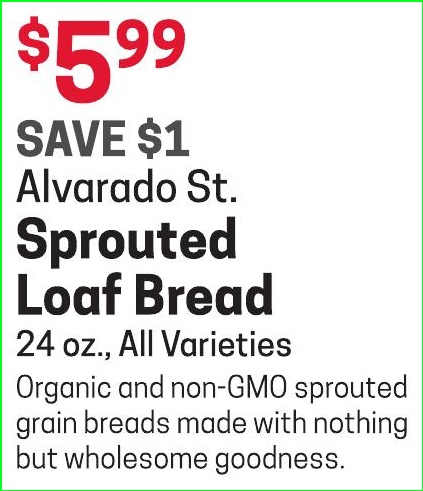 $5.99
SAVE $1
Alvarado St.
Sprouted
Loaf Bread
24 oz., All Varieties
Organic and non-GMO sprouted
grain breads made with nothing
but wholesome goodness.